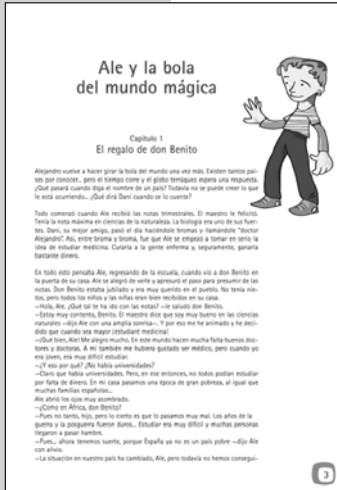 Ale y la bola
del mundo mágica
Capítulo 1
El regalo de don Benito
Alejandro vuelve a hacer girar la bola del mundo una vez más. Existen tantos paí-
ses por conocer... pero el tiempo corre y el globo terráqueo espera una respuesta.
¿Qué pasará cuando diga el nombre de un país? Todavía no se puede creer lo que
le está ocurriendo... ¿Qué dirá Dani cuando se lo cuente?
Todo comenzó cuando Ale recibió las notas trimestrales. El maestro le felicitó.
Tenía la nota máxima en ciencias de la naturaleza. La biología era uno de sus fuer-
tes. Dani, su mejor amigo, pasó el día haciéndole bromas y llamándole "doctor
Alejandro". Así, entre broma y broma, fue que Ale se empezó a tomar en serio la
idea de estudiar medicina. Curaría a la gente enferma y, seguramente, ganaría
bastante dinero.
En todo esto pensaba Ale, regresando de la escuela, cuando vio a don Benito en
la puerta de su casa. Ale se alegró de verle y apresuró el paso para presumir de las
notas. Don Benito estaba jubilado y era muy querido en el pueblo. No tenía nie-
tos, pero todos los niños y las niñas eran bien recibidos en su casa.
—Hola, Ale. ¿Qué tal te ha ido con las notas? —le saludó don Benito.
—Estoy muy contento, Benito. El maestro dice que soy muy bueno en las ciencias
naturales —dijo Ale con una amplia sonrisa—. Y por eso me he animado y he deci-
dido que cuando sea mayor ¡estudiaré medicina!
—¡Qué bien, Ale! Me alegro mucho. En este mundo hacen mucha falta buenos doc-
tores y doctoras. A mí también me hubiera gustado ser médico, pero cuando yo
era joven, era muy difícil estudiar.
—¿Y eso por qué? ¿No había universidades?
—Claro que había universidades. Pero, en ese entonces, no todos podían estudiar
por falta de dinero. En mi casa pasamos una época de gran pobreza, al igual que
muchas familias españolas...
Ale abrió los ojos muy asombrado.
—¿Como en África, don Benito?
—Pues no tanto, hijo, pero lo cierto es que lo pasamos muy mal. Los años de la
guerra y la posguerra fueron duros... Estudiar era muy difícil y muchas personas
llegaron a pasar hambre.
—Pues... ahora tenemos suerte, porque España ya no es un país pobre —dijo Ale
con alivio.
—La situación en nuestro país ha cambiado, Ale, pero todavía no hemos consegui-
3